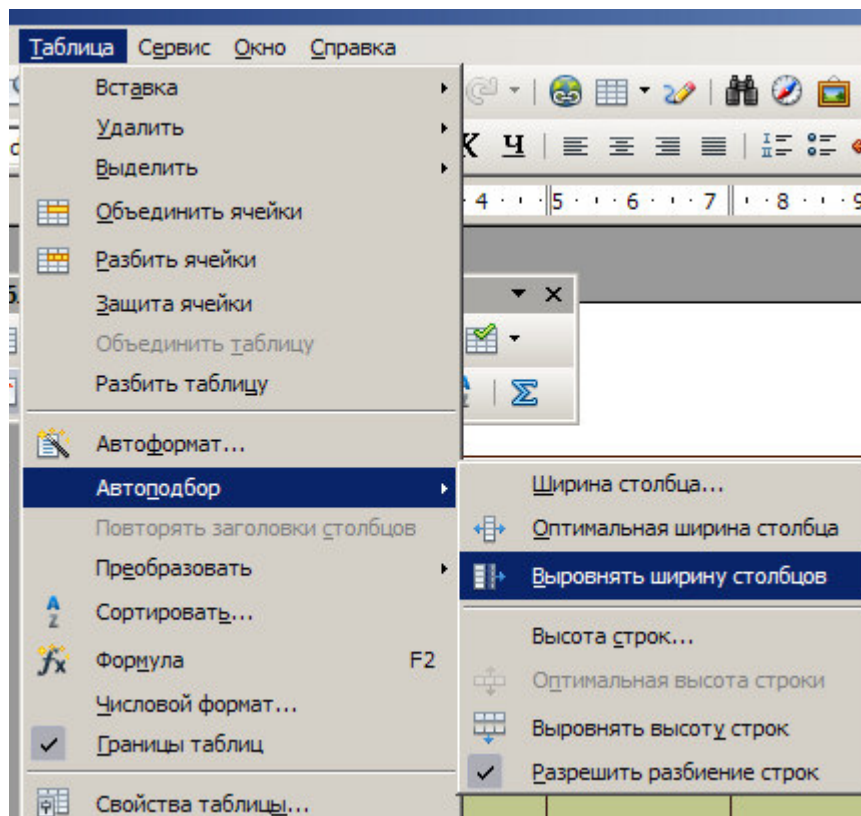 Таблица Сервис Окно Справка
Вставка
Удалить
Выделить
К Ч
Объединить ячейки
4 5 6 7 8 9
Разбить ячейки
Защита ячейки
Объединить таблицу
Разбить таблицу
Автоформат...
Автоподбор
Ширина столбца...
Повторять заголовки столбцов
Оптимальная ширина столбца
Преобразовать
Выровнять ширину столбцов
Сортировать...
Высота строк...
Формула F2
Оптимальная высота строки
Числовой формат...
Выровнять высоту строк
Границы таблиц
Разрешить разбиение строк
Свойства таблицы...